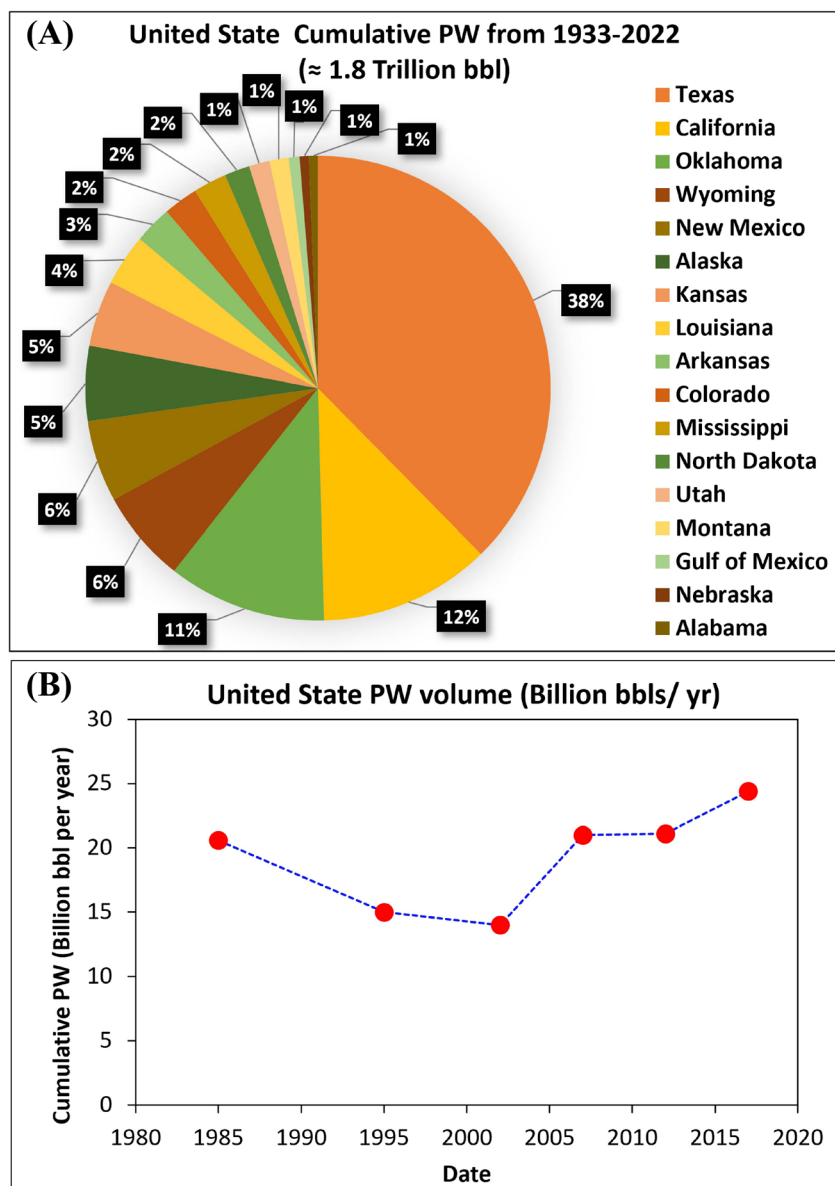 (A)
United State Cumulative PW from 1933-2022
(≈ 1.8 Trillion bbl)
1%
1%
1%
1%
1%
2%
2%
2%
3%
4%
5%
5%
6%
6%
11%
12%
38%
Texas
California
Oklahoma
Wyoming
New Mexico
Alaska
Kansas
Louisiana
Arkansas
Colorado
Mississippi
North Dakota
Utah
Montana
Gulf of Mexico
Nebraska
Alabama
(B)
United State PW volume (Billion bbls/ yr)
Cumulative PW (Billion bbl per year)
30
25
20
15
10
5
0
1980
1985
1990
1995
2000
2005
2010
2015
2020
Date